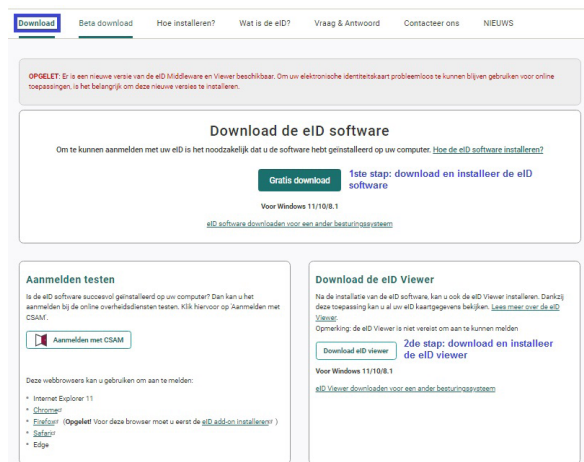 Download Beta download Hoe installeren? Wat is de eID? Vraag & Antwoord Contacteer ons NIEUWS
OPGELET: Er is een nieuwe versie van de eID Middleware en Viewer beschikbaar. Om uw elektronische identiteitskaart probleemloos te kunnen blijven gebruiken voor online
toepassingen, is het belangrijk om deze nieuwe versies te installeren.
Download de eID software
Om te kunnen aanmelden met uw eID is het noodzakelijk dat u de software hebt geïnstalleerd op uw computer. Hoe de eID software installeren?
Gratis download
1ste stap: download en installeer de eID
software
Voor Windows 11/10/8.1
eID software downloaden voor een ander besturingssysteem
Aanmelden testen
Is de eID software succesvol geïnstalleerd op uw computer? Dan kan u het
aanmelden bij de online overheidsdiensten testen. Klik hiervoor op 'Aanmelden met
CSAM'.
Aanmelden met CSAM
Deze webbrowsers kan u gebruiken om aan te melden:
Internet Explorer 11
Chrome
Firefox (Opgelet! Voor deze browser moet u eerst de eID add-on installeren )
Safari
Edge
Download de eID Viewer
Na de installatie van de eID software, kan u ook de eID Viewer installeren. Dankzij
deze toepassing kan u al uw eID kaartgegevens bekijken. Lees meer over de eID
Viewer.
Opmerking: de eID Viewer is niet vereist om aan te kunnen melden
Download eID viewer
2de stap: download en installeer
de eID viewer
Voor Windows 11/10/8.1
eID Viewer downloaden voor een ander besturingssysteem